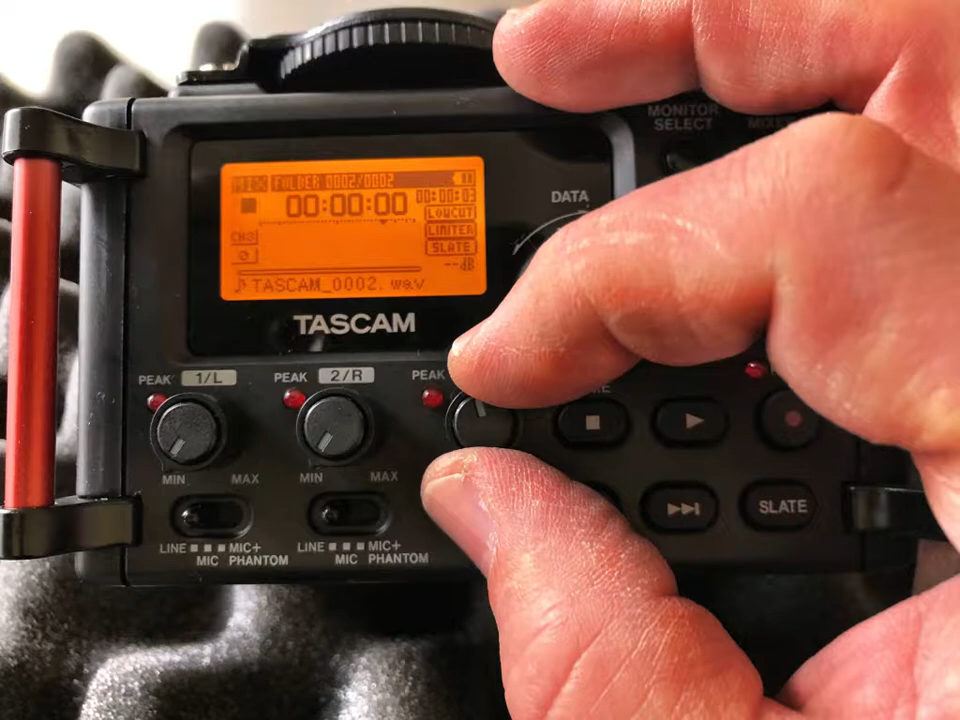 MONITOR
SELECT
DATA
MIX FOLDER 0002/0002
00:00:00 00:00:03
LOWCUT
LIMITER
SLATE
--dB
TASCAM_0002.wav
TASCAM
PEAK 1/L PEAK 2/R PEAK
MIN MAX MIN MAX
SLATE
LINE MIC+ LINE MIC+
MIC PHANTOM MIC PHANTOM